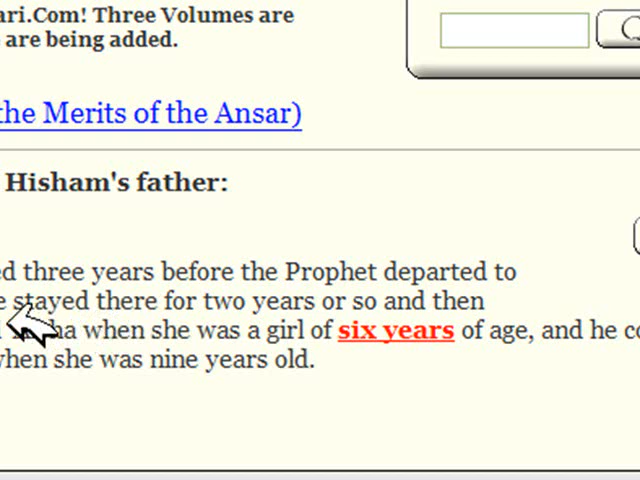 ari.Com! Three Volumes are
are being added.
the Merits of the Ansar)
Hisham's father:
ed three years before the Prophet departed to
e stayed there for two years or so and then
ha when she was a girl of six years of age, and he co
when she was nine years old.